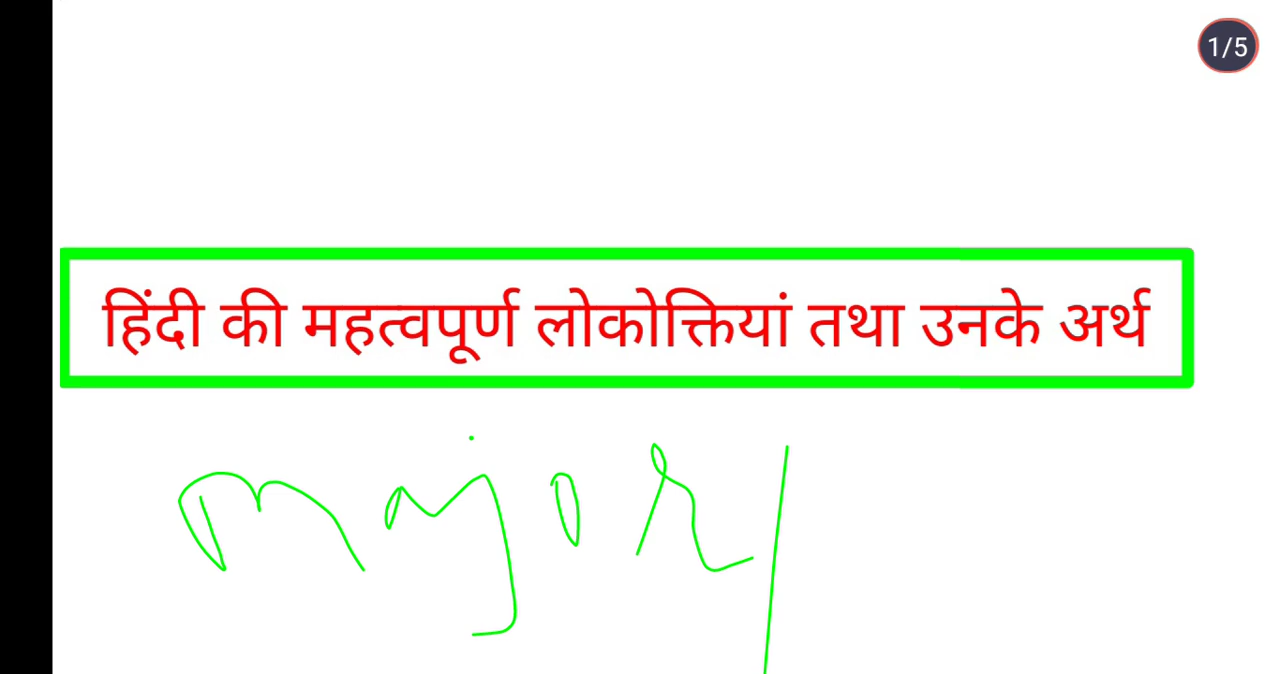 1/5
हिंदी की महत्वपूर्ण लोकोक्तियां तथा उनके अर्थ
major/